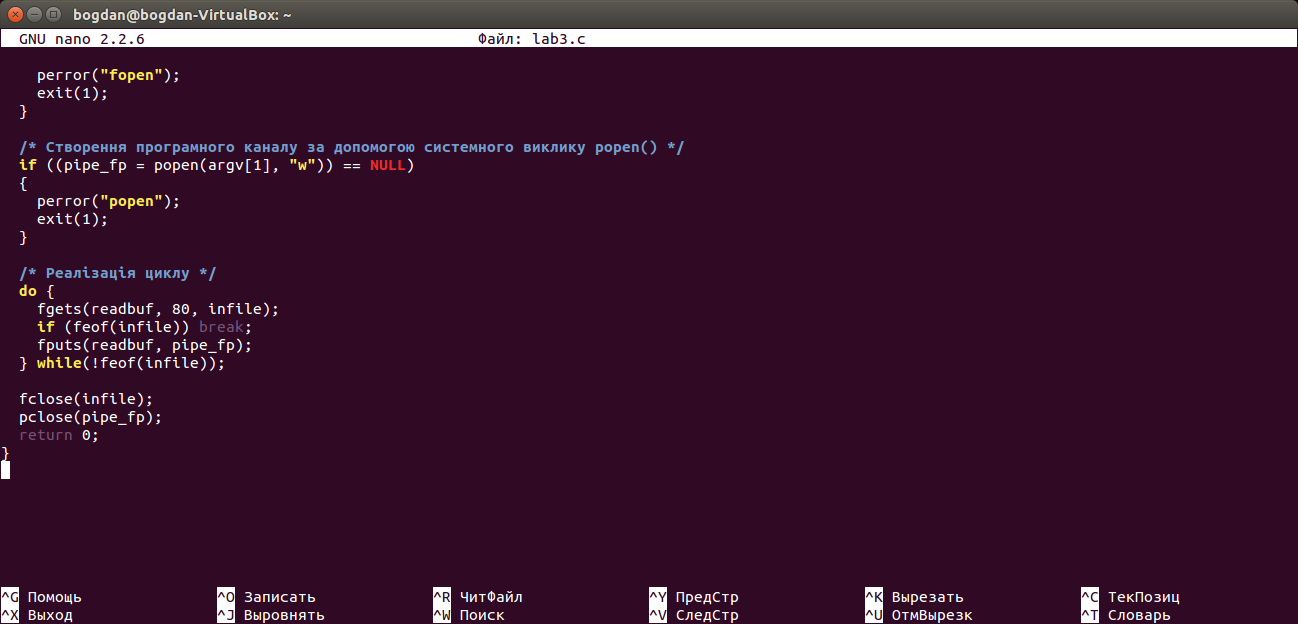 bogdan@bogdan-VirtualBox: ~
GNU nano 2.2.6 Файл: lab3.c
perror("fopen");
exit(1);
}
/* Створення програмного каналу за допомогою системного виклику popen() */
if ((pipe_fp = popen(argv[1], "w")) == NULL)
{
perror("popen");
exit(1);
}
/* Реалізація циклу */
do {
fgets(readbuf, 80, infile);
if (feof(infile)) break;
fputs(readbuf, pipe_fp);
} while(!feof(infile));
fclose(infile);
pclose(pipe_fp);
return 0;
}
^G Помощь ^O Записать ^R ЧитФайл ^Y ПредСтр ^K Вырезать ^C ТекПозиц
^X Выход ^J Выровнять ^W Поиск ^V СледСтр ^U ОтмВырезк ^T Словарь